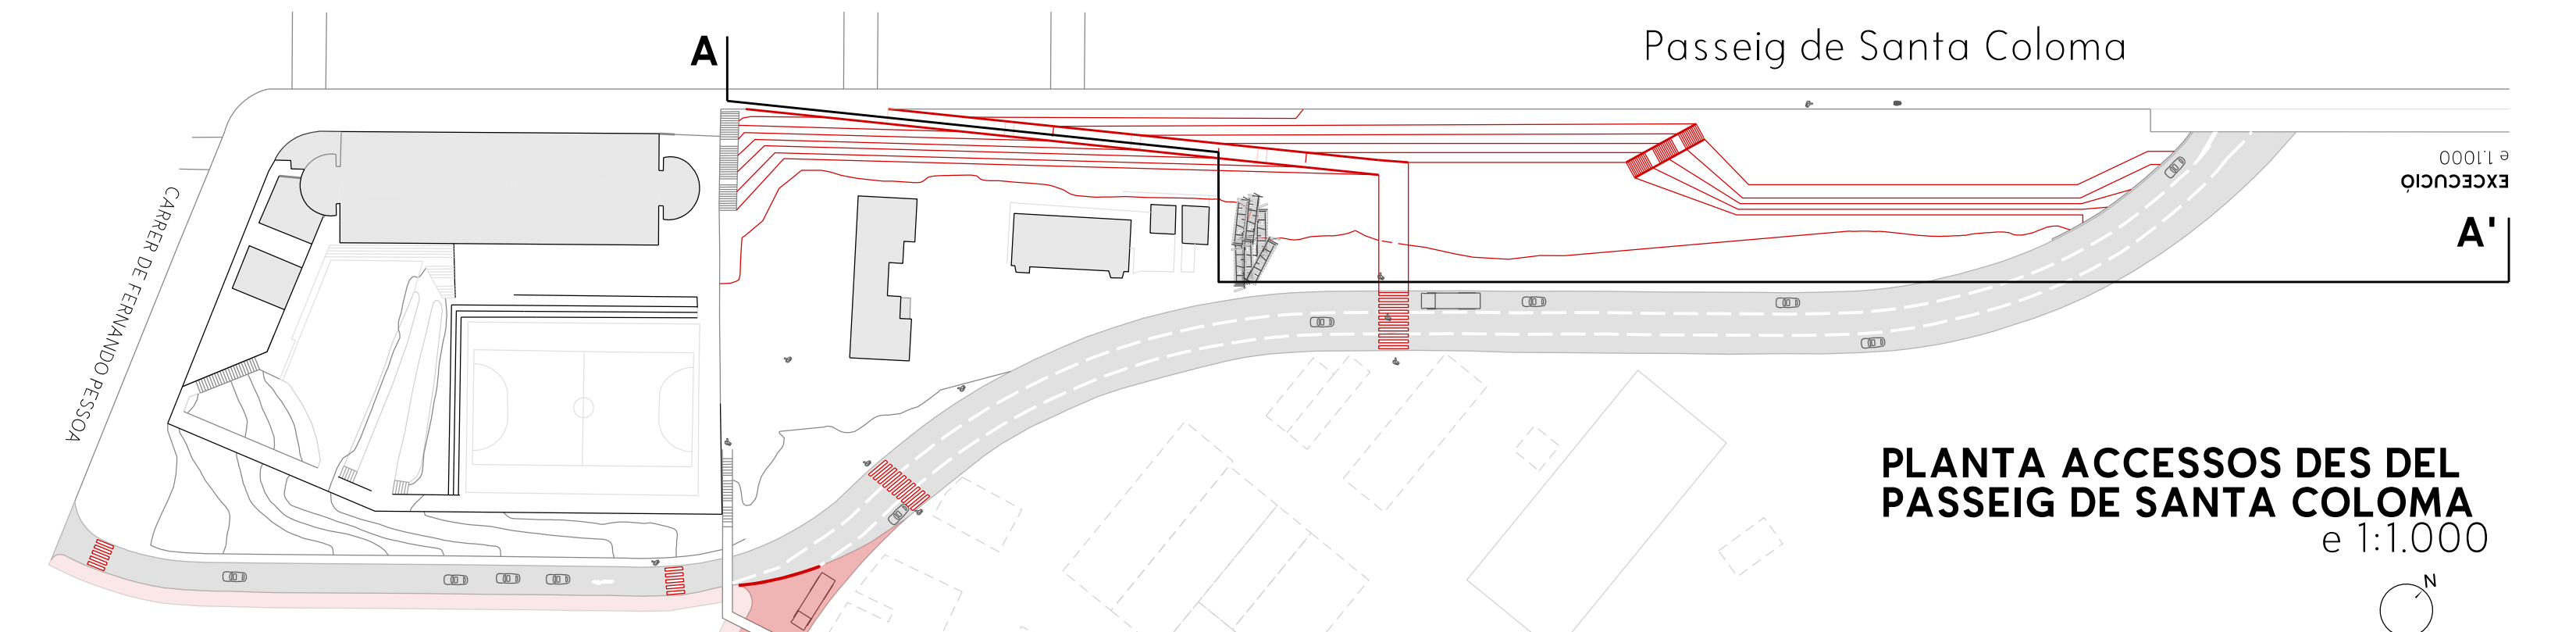 A
Passeig de Santa Coloma
e 1:1000
EXCECUCIÓ
A'
CARRER DE FERNANDO PESSOA
PLANTA ACCESSOS DES DEL
PASSEIG DE SANTA COLOMA
e 1:1.000
N